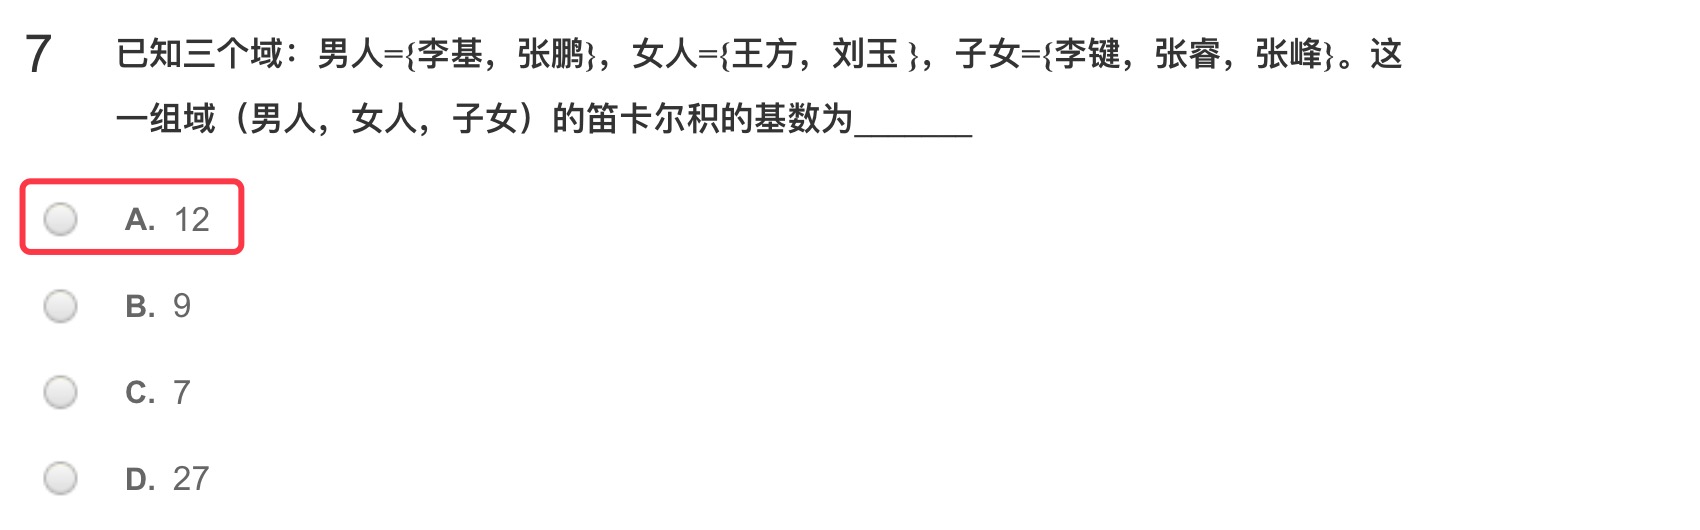 7 已知三个域：男人={李基，张鹏}，女人={王方，刘玉 }，子女={李键，张睿，张峰}。这
一组域（男人，女人，子女）的笛卡尔积的基数为_______
A. 12
B. 9
C. 7
D. 27